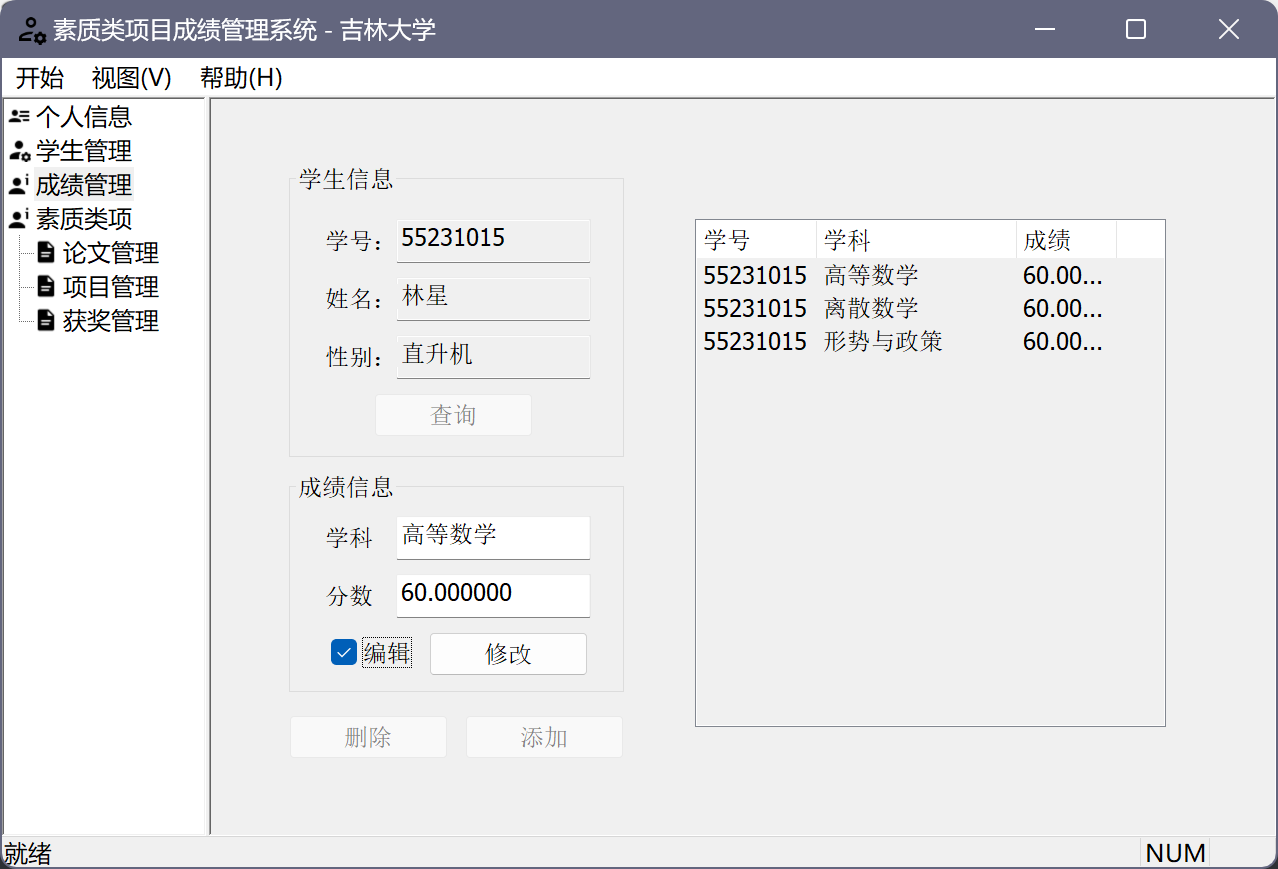 素质类项目成绩管理系统 - 吉林大学
开始 视图(V) 帮助(H)
个人信息
学生管理
成绩管理
素质类项
论文管理
项目管理
获奖管理
学生信息
学号： 55231015
姓名： 林星
性别： 直升机
查询
成绩信息
学科 高等数学
分数 60.000000
编辑 修改
删除 添加
学号 学科 成绩
55231015 高等数学 60.00...
55231015 离散数学 60.00...
55231015 形势与政策 60.00...
就绪 NUM